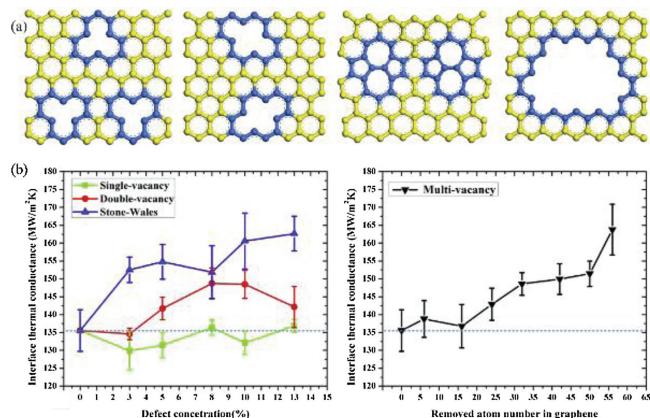 (a)
(b)
Interface thermal conductance (MW/m²K)
180
175
170
165
160
155
150
145
140
135
130
125
120
Single-vacancy
Double-vacancy
Stone-Wales
0 1 2 3 4 5 6 7 8 9 10 11 12 13 14 15
Defect concetration(%)
Interface thermal conductance (MW/m²K)
180
175
170
165
160
155
150
145
140
135
130
125
120
Multi-vacancy
0 5 10 15 20 25 30 35 40 45 50 55 60
Removed atom number in graphene